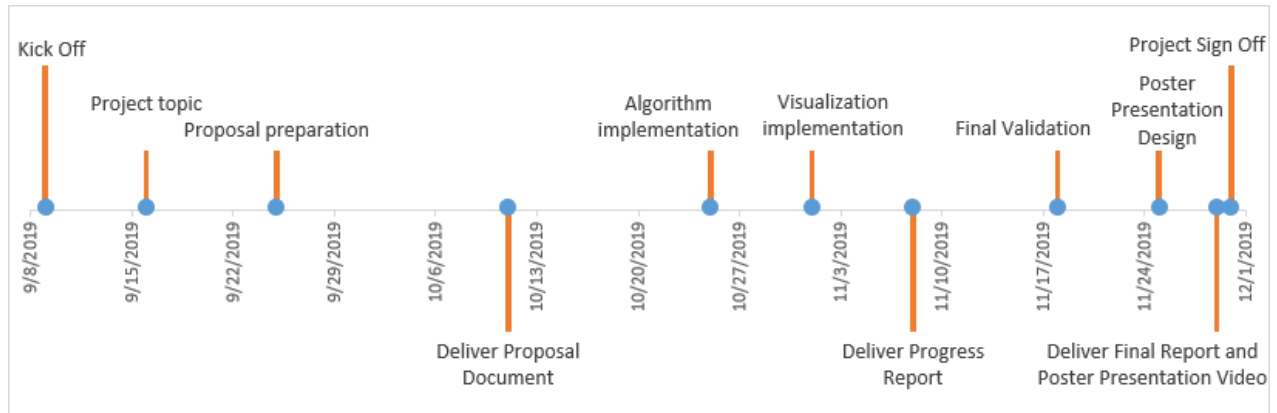 Kick Off
Project Sign Off
Project topic
Proposal preparation
Algorithm
implementation
Visualization
implementation
Final Validation
Poster
Presentation
Design
9/8/2019
9/15/2019
9/22/2019
9/29/2019
10/6/2019
10/13/2019
10/20/2019
10/27/2019
11/3/2019
11/10/2019
11/17/2019
11/24/2019
12/1/2019
Deliver Proposal
Document
Deliver Progress
Report
Deliver Final Report and
Poster Presentation Video